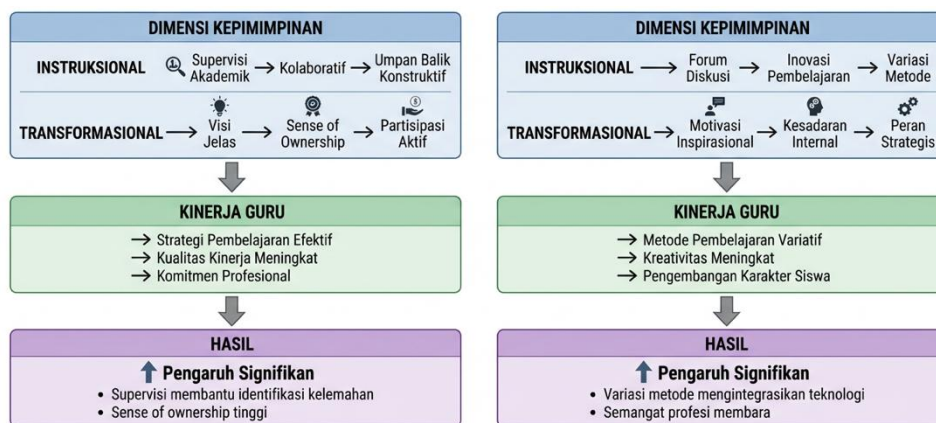 DIMENSI KEPIMIMPINAN
INSTRUKSIONAL
Supervisi
Akademik
Kolaboratif
Umpan Balik
Konstruktif
TRANSFORMASIONAL
Visi
Jelas
Sense of
Ownership
Partisipasi
Aktif
KINERJA GURU
Strategi Pembelajaran Efektif
Kualitas Kinerja Meningkat
Komitmen Profesional
HASIL
Pengaruh Signifikan
• Supervisi membantu identifikasi kelemahan
• Sense of ownership tinggi
DIMENSI KEPIMIMPINAN
INSTRUKSIONAL
Forum
Diskusi
Inovasi
Pembelajaran
Variasi
Metode
TRANSFORMASIONAL
Motivasi
Inspirasional
Kesadaran
Internal
Peran
Strategis
KINERJA GURU
Metode Pembelajaran Variatif
Kreativitas Meningkat
Pengembangan Karakter Siswa
HASIL
Pengaruh Signifikan
• Variasi metode mengintegrasikan teknologi
• Semangat profesi membara